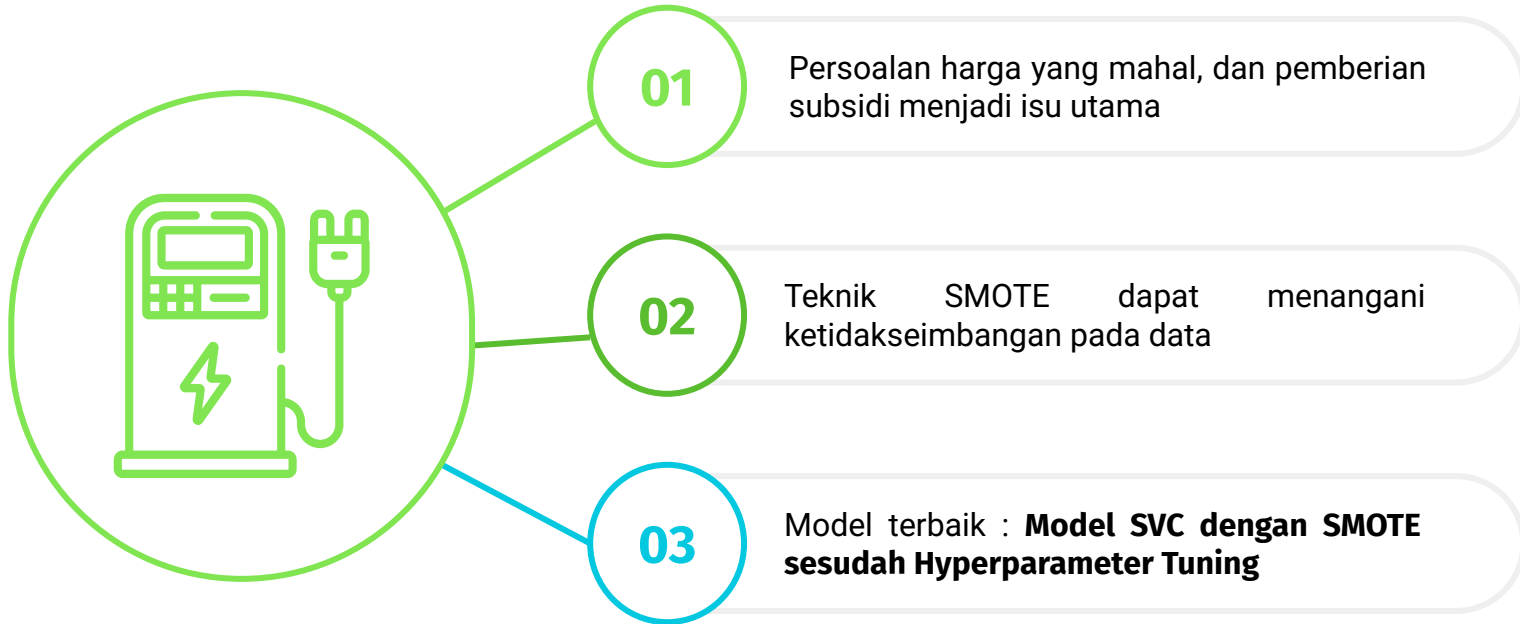 01
Persoalan harga yang mahal, dan pemberian
subsidi menjadi isu utama
02
Teknik SMOTE dapat menangani
ketidakseimbangan pada data
03
Model terbaik : Model SVC dengan SMOTE
sesudah Hyperparameter Tuning